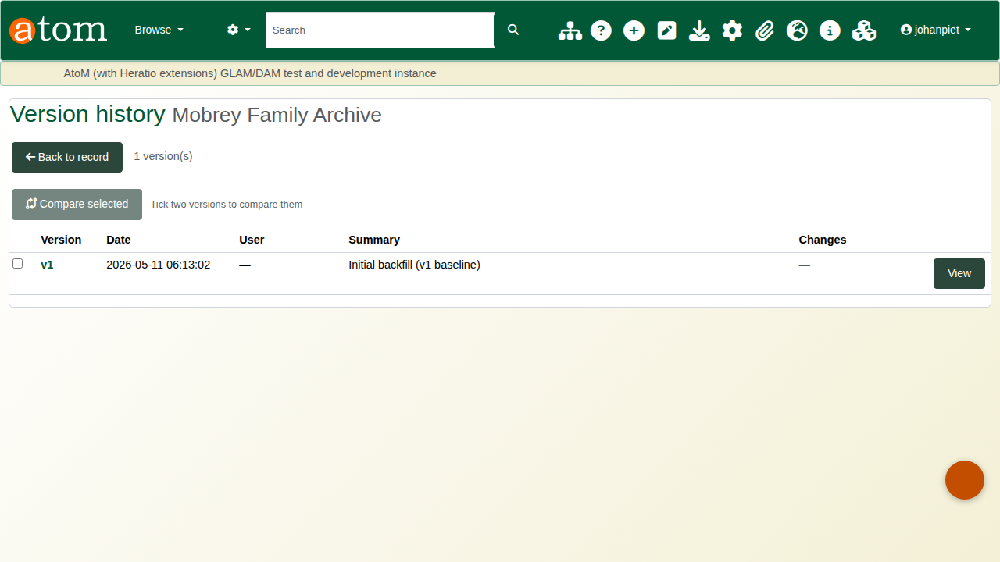 atom Browse Search johanpiet
AtoM (with Heratio extensions) GLAM/DAM test and development instance
Version history Mobrey Family Archive
Back to record 1 version(s)
Compare selected Tick two versions to compare them
Version Date User Summary Changes
v1 2026-05-11 06:13:02 — Initial backfill (v1 baseline) — View